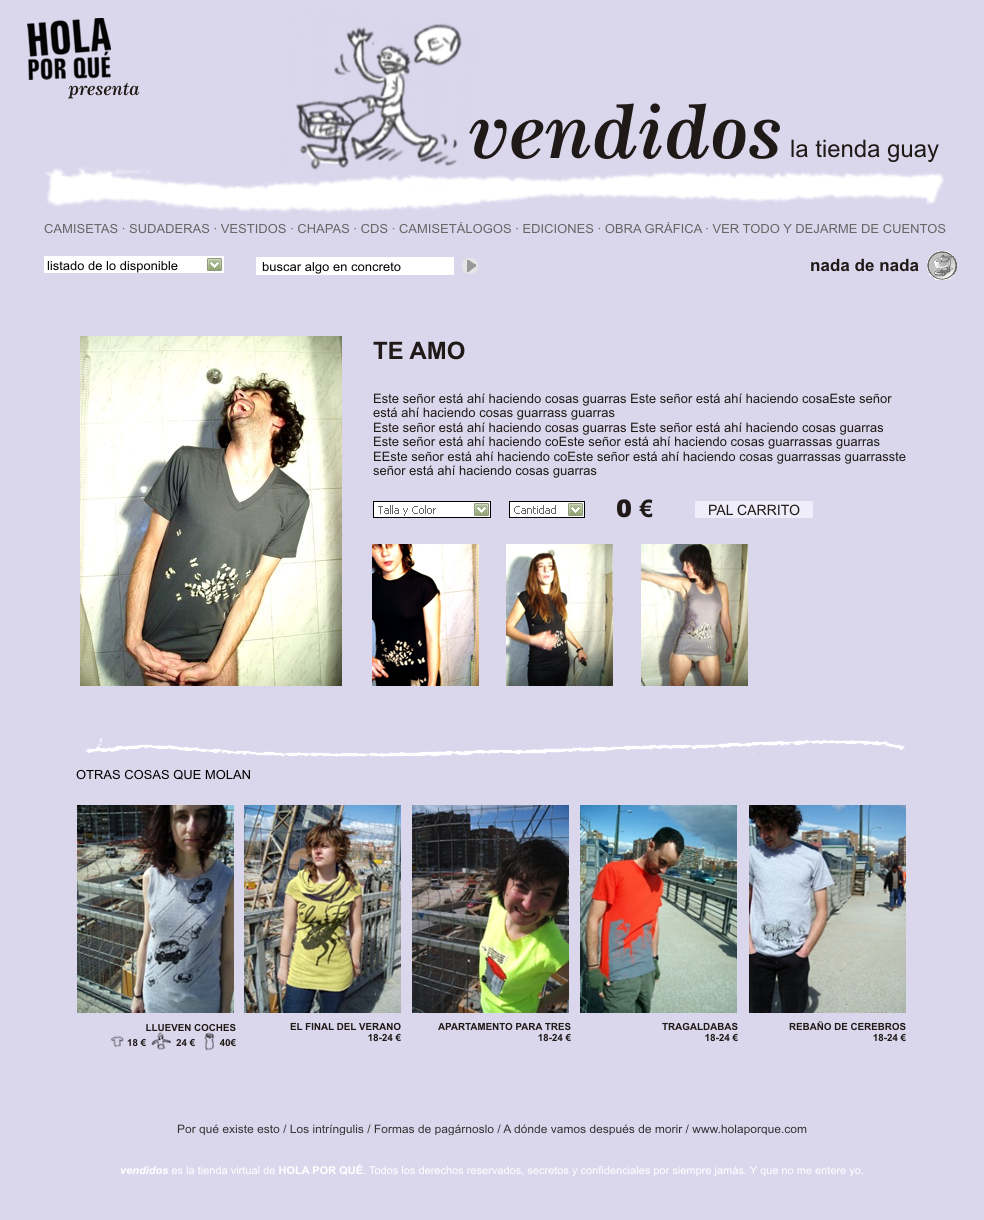 HOLA
POR QUÉ
presenta
EY
vendidos la tienda guay
CAMISETAS · SUDADERAS · VESTIDOS · CHAPAS · CDS · CAMISETÁLOGOS · EDICIONES · OBRA GRÁFICA · VER TODO Y DEJARME DE CUENTOS
listado de lo disponible
buscar algo en concreto
nada de nada
TE AMO
Este señor está ahí haciendo cosas guarras Este señor está ahí haciendo cosaEste señor
está ahí haciendo cosas guarrass guarras
Este señor está ahí haciendo cosas guarras Este señor está ahí haciendo cosas guarras
Este señor está ahí haciendo coEste señor está ahí haciendo cosas guarrassas guarras
EEste señor está ahí haciendo coEste señor está ahí haciendo cosas guarrassas guarrasste
señor está ahí haciendo cosas guarras
Talla y Color
Cantidad
0 €
PAL CARRITO
OTRAS COSAS QUE MOLAN
LLUEVEN COCHES
18 € 24 € 40€
EL FINAL DEL VERANO
18-24 €
APARTAMENTO PARA TRES
18-24 €
TRAGALDABAS
18-24 €
REBAÑO DE CEREBROS
18-24 €
Por qué existe esto / Los intríngulis / Formas de pagárnoslo / A dónde vamos después de morir / www.holaporque.com
vendidos es la tienda virtual de HOLA POR QUÉ. Todos los derechos reservados, secretos y confidenciales por siempre jamás. Y que no me entere yo.